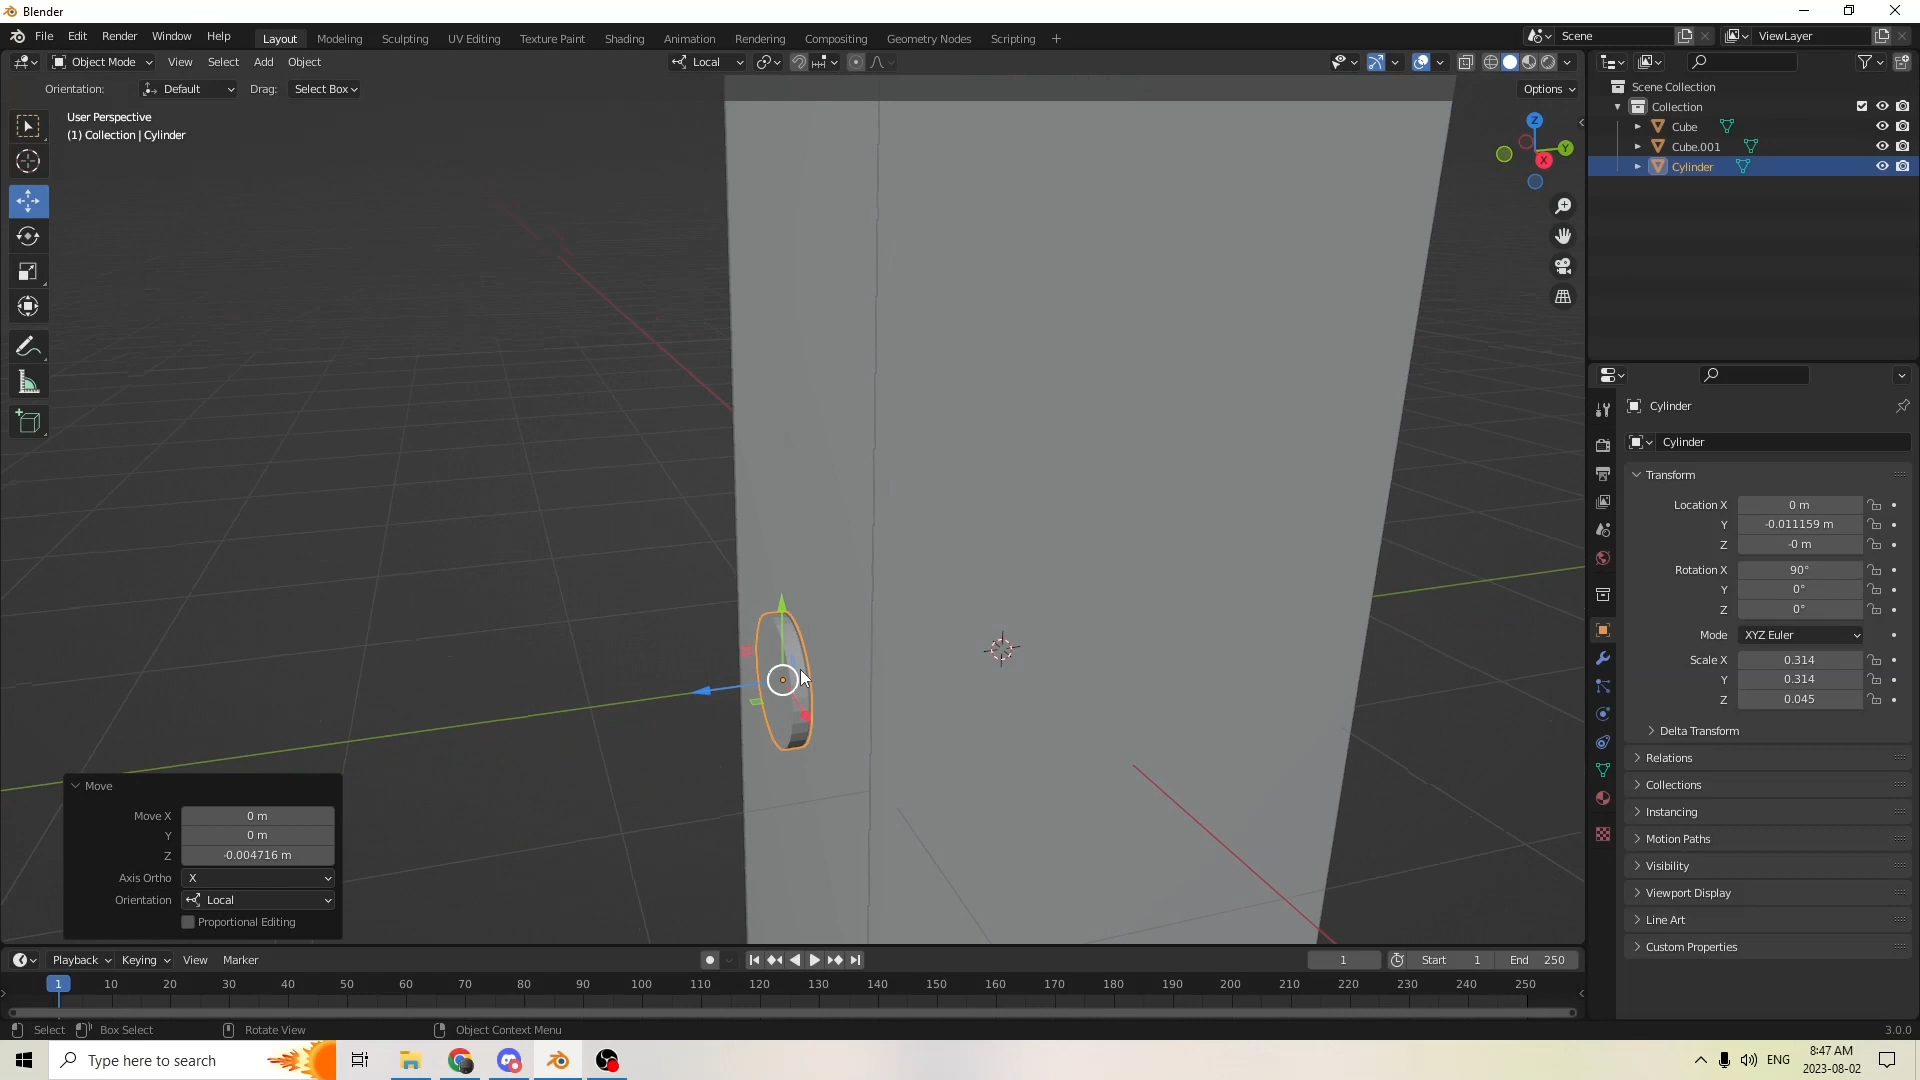 Blender
File Edit Render Window Help
Layout Modeling Sculpting UV Editing Texture Paint Shading Animation Rendering Compositing Geometry Nodes Scripting +
Scene
ViewLayer
Object Mode View Select Add Object
Local
Orientation: Default Drag: Select Box
Options
User Perspective
(1) Collection | Cylinder
Z
Y
X
Scene Collection
Collection
Cube
Cube.001
Cylinder
Cylinder
Cylinder
Transform
Location X 0 m
Y -0.011159 m
Z -0 m
Rotation X 90°
Y 0°
Z 0°
Mode XYZ Euler
Scale X 0.314
Y 0.314
Z 0.045
Delta Transform
Relations
Collections
Instancing
Motion Paths
Visibility
Viewport Display
Line Art
Custom Properties
Move
Move X 0 m
Y 0 m
Z -0.004716 m
Axis Ortho X
Orientation Local
Proportional Editing
Playback Keying View Marker
1 Start 1 End 250
1 10 20 30 40 50 60 70 80 90 100 110 120 130 140 150 160 170 180 190 200 210 220 230 240 250
Select Box Select Rotate View Object Context Menu 3.0.0
Type here to search
ENG
8:47 AM
2023-08-02